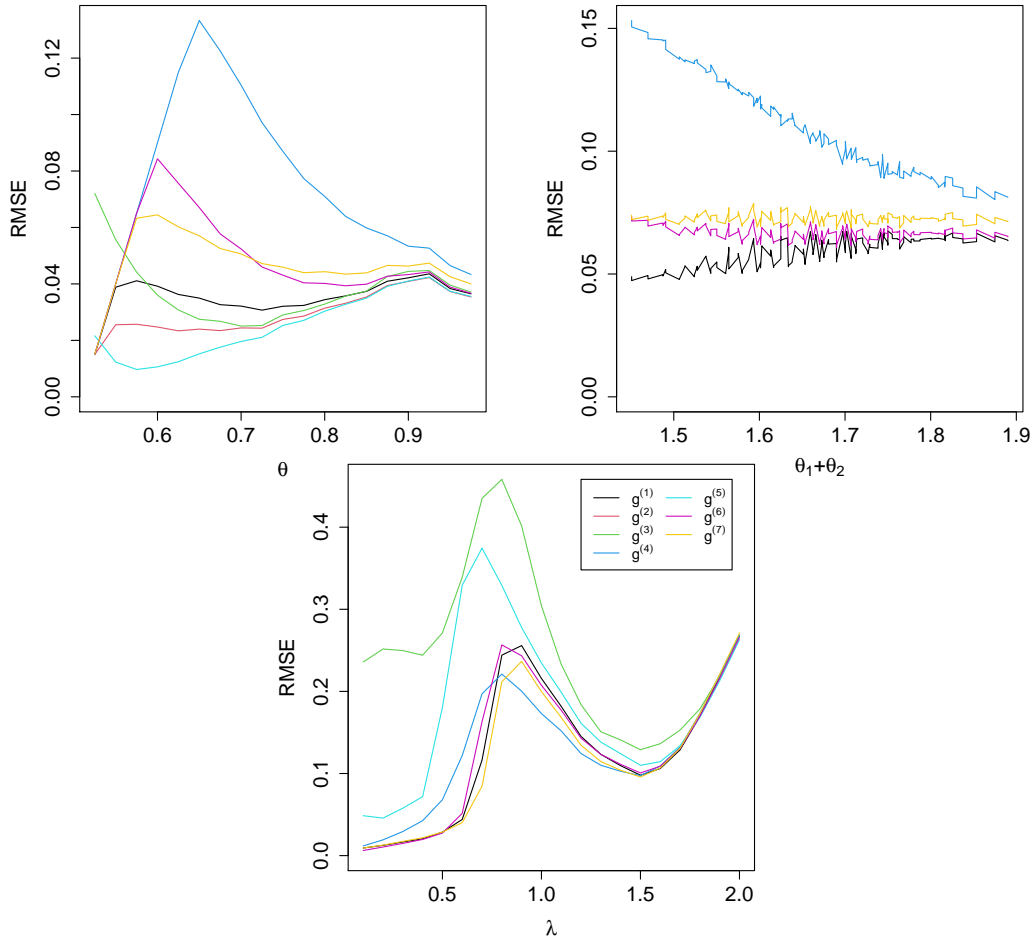 RMSE
0.00 0.04 0.08 0.12
0.6 0.7 0.8 0.9
θ
RMSE
0.00 0.05 0.10 0.15
1.5 1.6 1.7 1.8 1.9
θ1+θ2
RMSE
0.0 0.1 0.2 0.3 0.4
0.5 1.0 1.5 2.0
λ
g(1) g(5)
g(2) g(6)
g(3) g(7)
g(4)